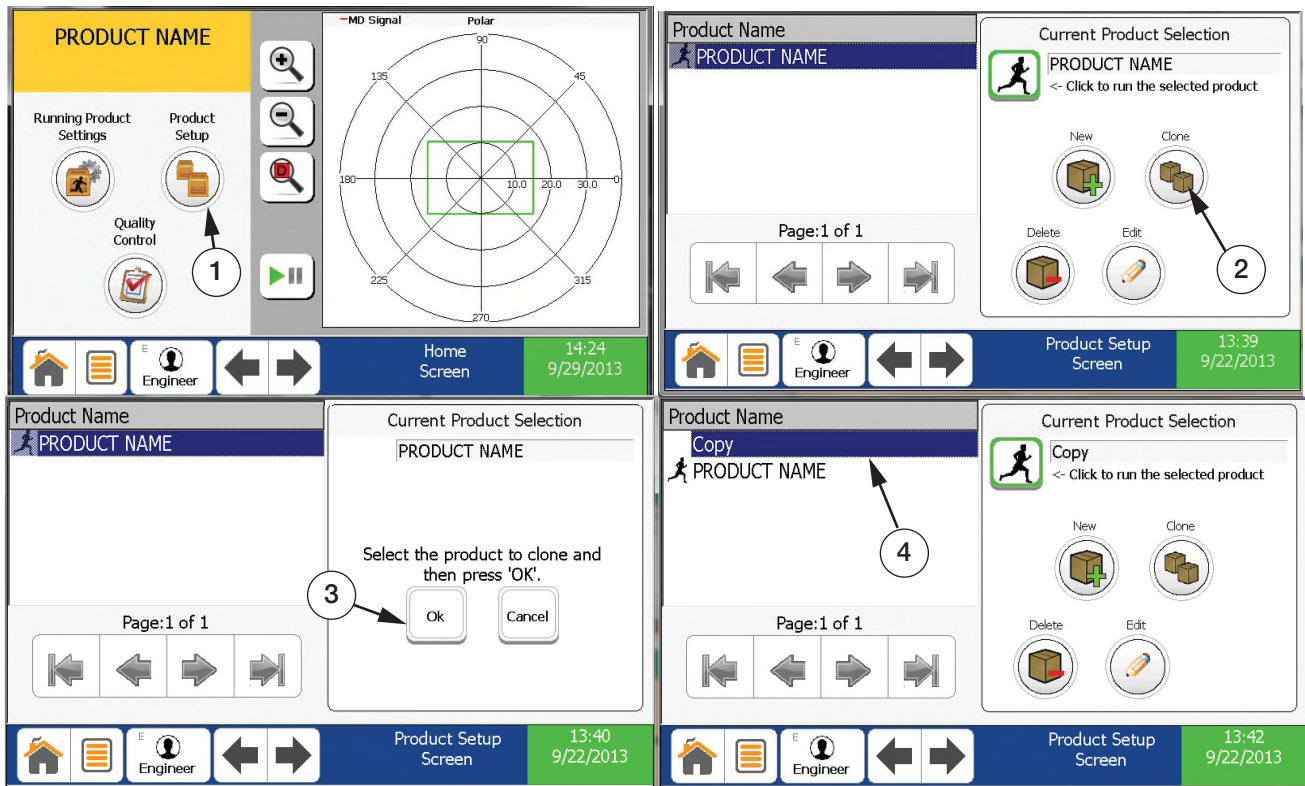 PRODUCT NAME
Running Product
Settings
Product
Setup
Quality
Control
1
MD Signal
Polar
90
135
45
180
10.0
20.0
30.0
0
225
315
270
E
Engineer
Home
Screen
14:24
9/29/2013
Product Name
PRODUCT NAME
Page:1 of 1
Current Product Selection
PRODUCT NAME
<- Click to run the selected product
New
Clone
Delete
Edit
2
E
Engineer
Product Setup
Screen
13:39
9/22/2013
Product Name
PRODUCT NAME
Page:1 of 1
Current Product Selection
PRODUCT NAME
Select the product to clone and
then press 'OK'.
3
Ok
Cancel
E
Engineer
Product Setup
Screen
13:40
9/22/2013
Product Name
Copy
PRODUCT NAME
4
Page:1 of 1
Current Product Selection
Copy
<- Click to run the selected product
New
Clone
Delete
Edit
E
Engineer
Product Setup
Screen
13:42
9/22/2013